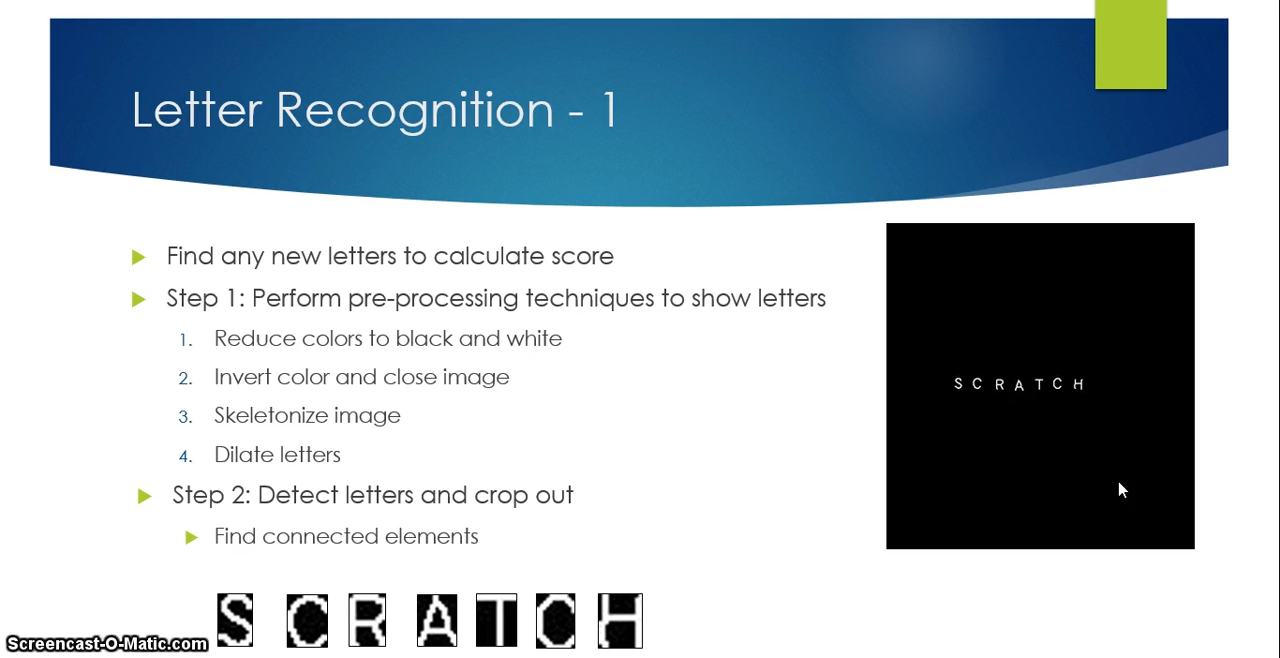 Letter Recognition - 1
Find any new letters to calculate score
Step 1: Perform pre-processing techniques to show letters
1. Reduce colors to black and white
2. Invert color and close image
3. Skeletonize image
4. Dilate letters
Step 2: Detect letters and crop out
Find connected elements
S C R A T C H
S C R A T C H
Screencast-O-Matic.com